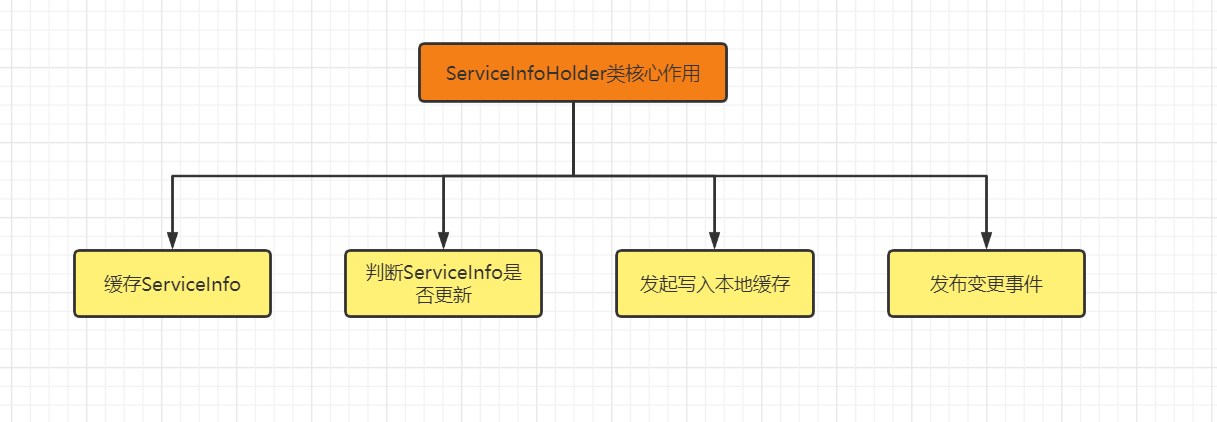 ServiceInfoHolder类核心作用
缓存ServiceInfo
判断ServiceInfo是
否更新
发起写入本地缓存
发布变更事件